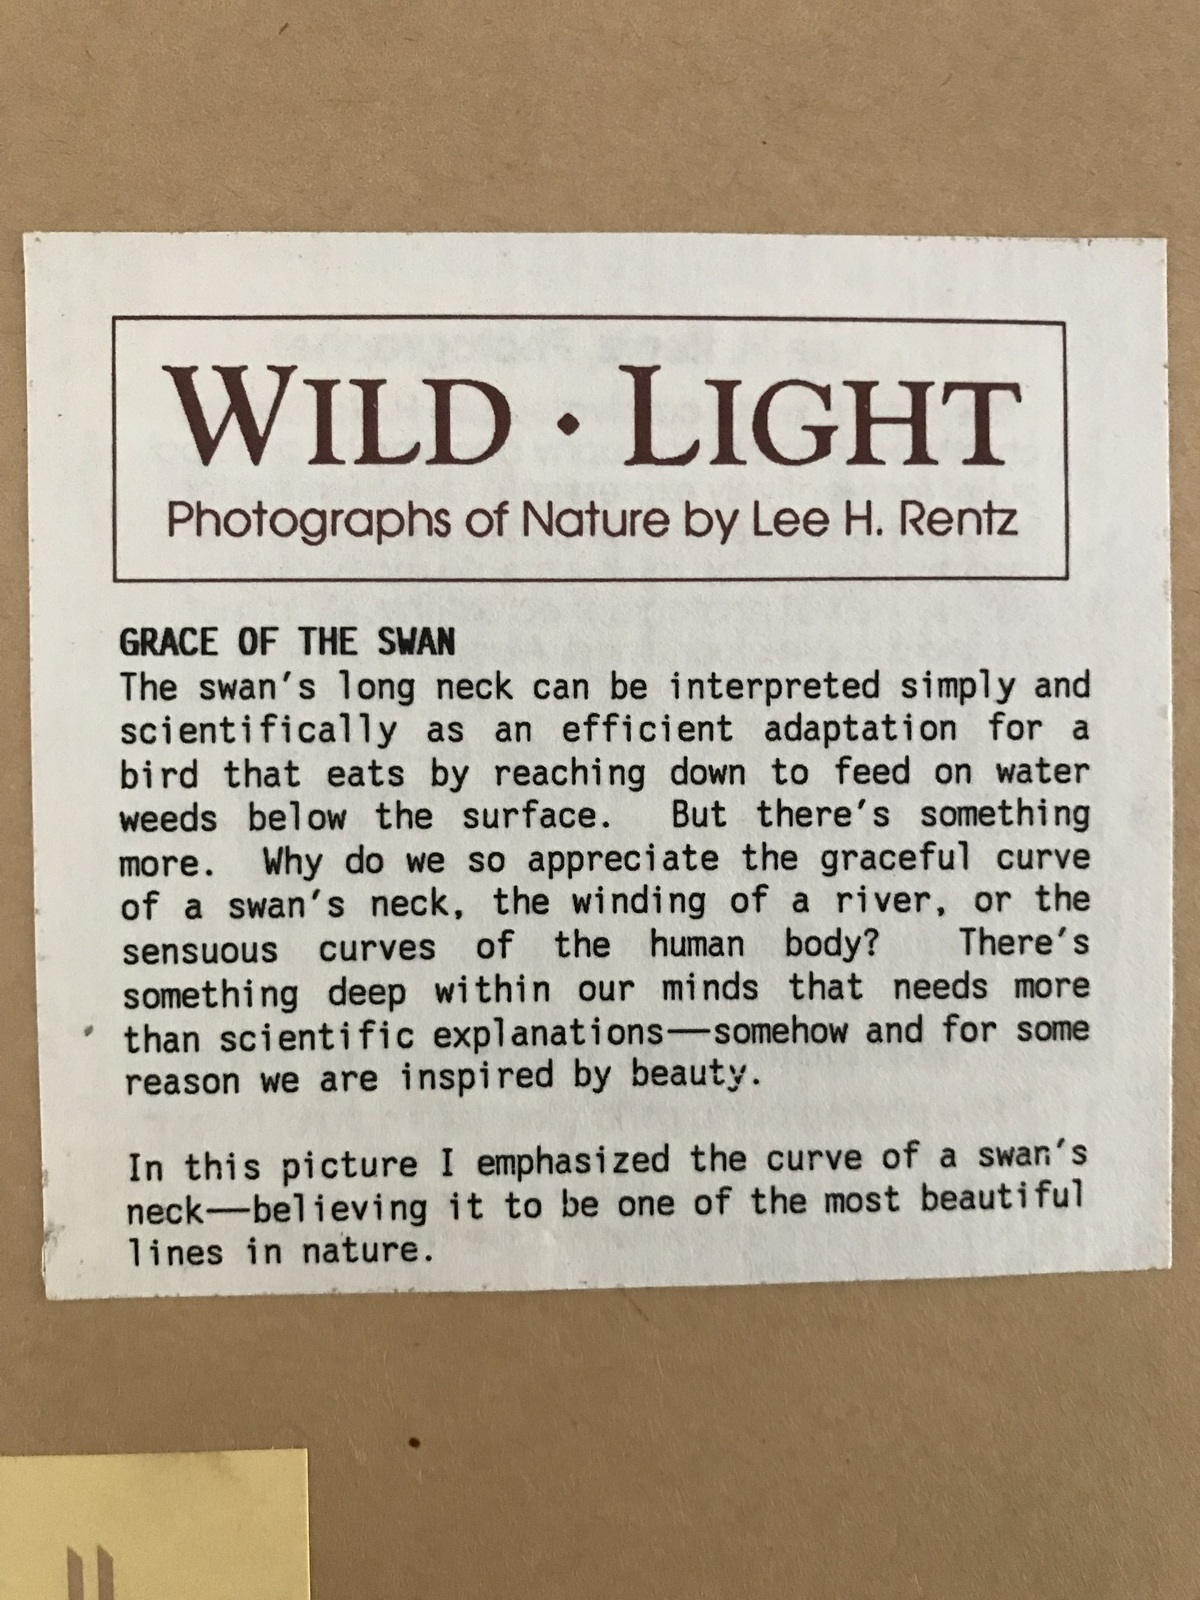 WILD • LIGHT
Photographs of Nature by Lee H. Rentz
GRACE OF THE SWAN
The swan's long neck can be interpreted simply and
scientifically as an efficient adaptation for a
bird that eats by reaching down to feed on water
weeds below the surface. But there's something
more. Why do we so appreciate the graceful curve
of a swan's neck, the winding of a river, or the
sensuous curves of the human body? There's
something deep within our minds that needs more
than scientific explanations—somehow and for some
reason we are inspired by beauty.
In this picture I emphasized the curve of a swan's
neck—believing it to be one of the most beautiful
lines in nature.